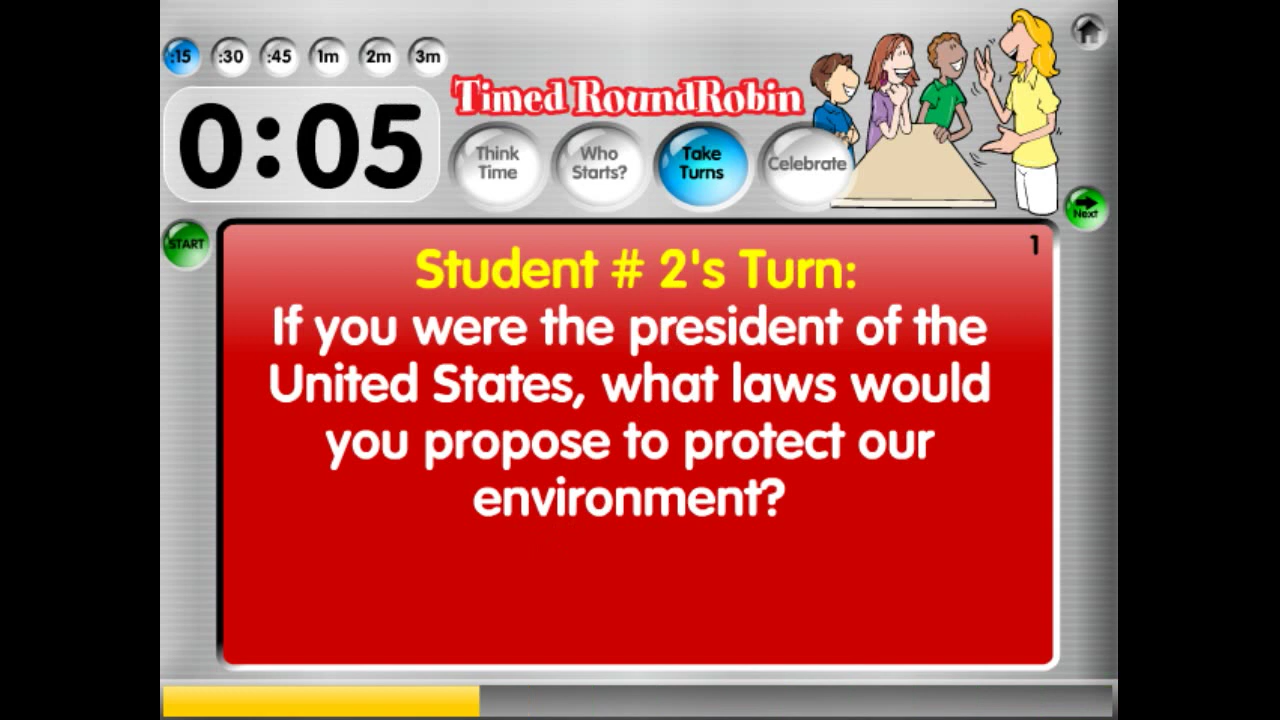 :15 :30 :45 1m 2m 3m
0:05
Timed RoundRobin
Think Time
Who Starts?
Take Turns
Celebrate
Next
START
1
Student # 2's Turn:
If you were the president of the
United States, what laws would
you propose to protect our
environment?